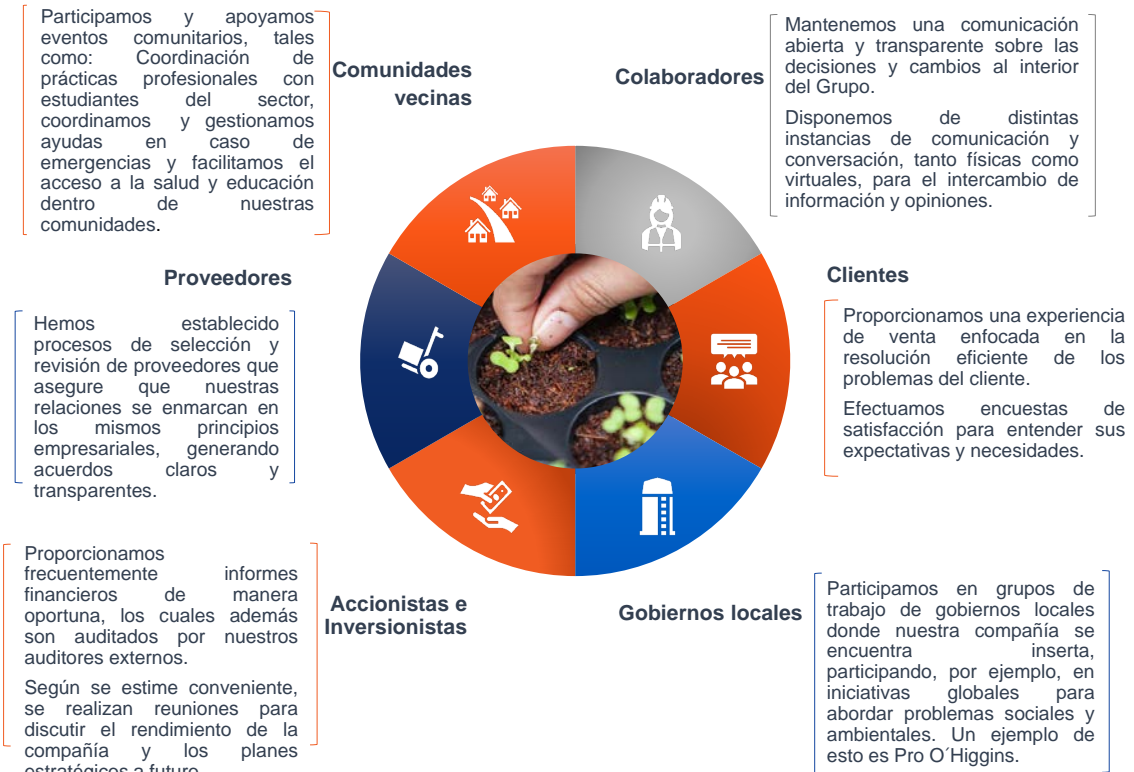 Participamos y apoyamos
eventos comunitarios, tales
como: Coordinación de
prácticas profesionales con
estudiantes del sector,
coordinamos y gestionamos
ayudas en caso de
emergencias y facilitamos el
acceso a la salud y educación
dentro de nuestras
comunidades.
Comunidades
vecinas
Colaboradores
Mantenemos una comunicación
abierta y transparente sobre las
decisiones y cambios al interior
del Grupo.
Disponemos de distintas
instancias de comunicación y
conversación, tanto físicas como
virtuales, para el intercambio de
información y opiniones.
Proveedores
Hemos establecido
procesos de selección y
revisión de proveedores que
asegure que nuestras
relaciones se enmarcan en
los mismos principios
empresariales, generando
acuerdos claros y
transparentes.
Clientes
Proporcionamos una experiencia
de venta enfocada en la
resolución eficiente de los
problemas del cliente.
Efectuamos encuestas de
satisfacción para entender sus
expectativas y necesidades.
Proporcionamos
frecuentemente informes
financieros de manera
oportuna, los cuales además
son auditados por nuestros
auditores externos.
Según se estime conveniente,
se realizan reuniones para
discutir el rendimiento de la
compañía y los planes
estratégicos a futuro
Accionistas e
Inversionistas
Gobiernos locales
Participamos en grupos de
trabajo de gobiernos locales
donde nuestra compañía se
encuentra inserta,
participando, por ejemplo, en
iniciativas globales para
abordar problemas sociales y
ambientales. Un ejemplo de
esto es Pro O´Higgins.